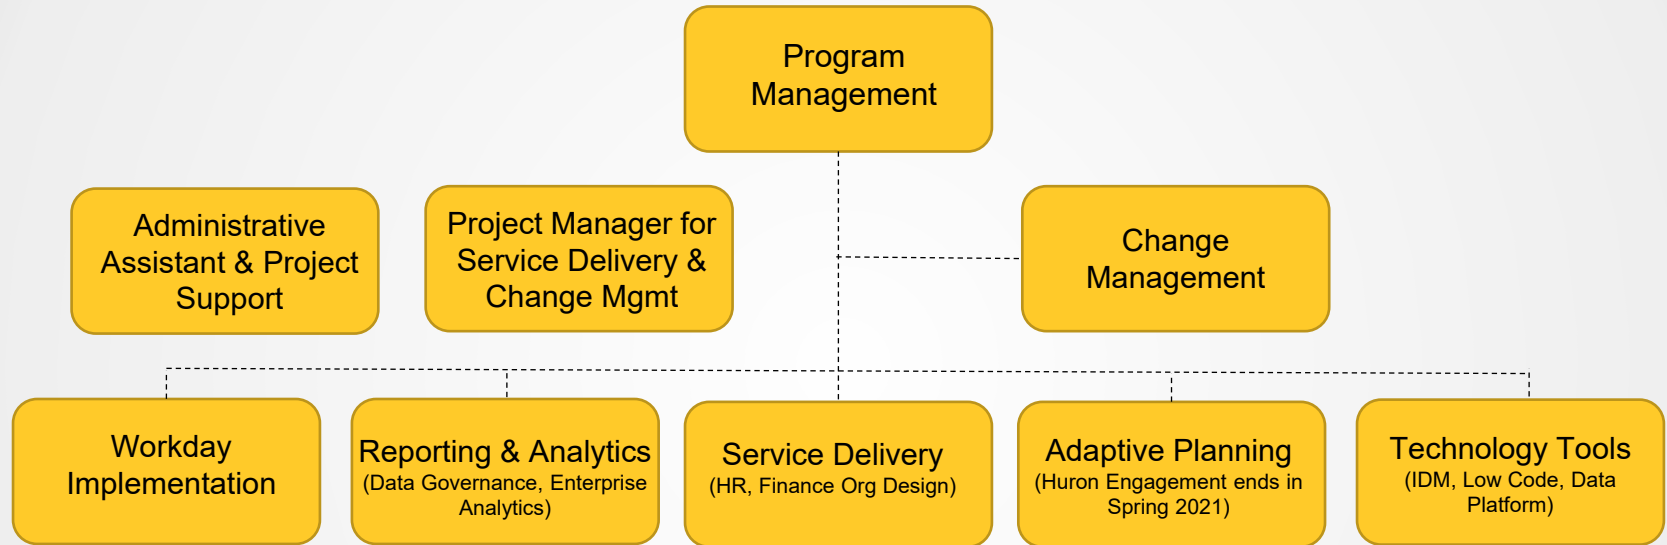 Program
Management
Administrative
Assistant & Project
Support
Project Manager for
Service Delivery &
Change Mgmt
Change
Management
Workday
Implementation
Reporting & Analytics
(Data Governance, Enterprise
Analytics)
Service Delivery
(HR, Finance Org Design)
Adaptive Planning
(Huron Engagement ends in
Spring 2021)
Technology Tools
(IDM, Low Code, Data
Platform)